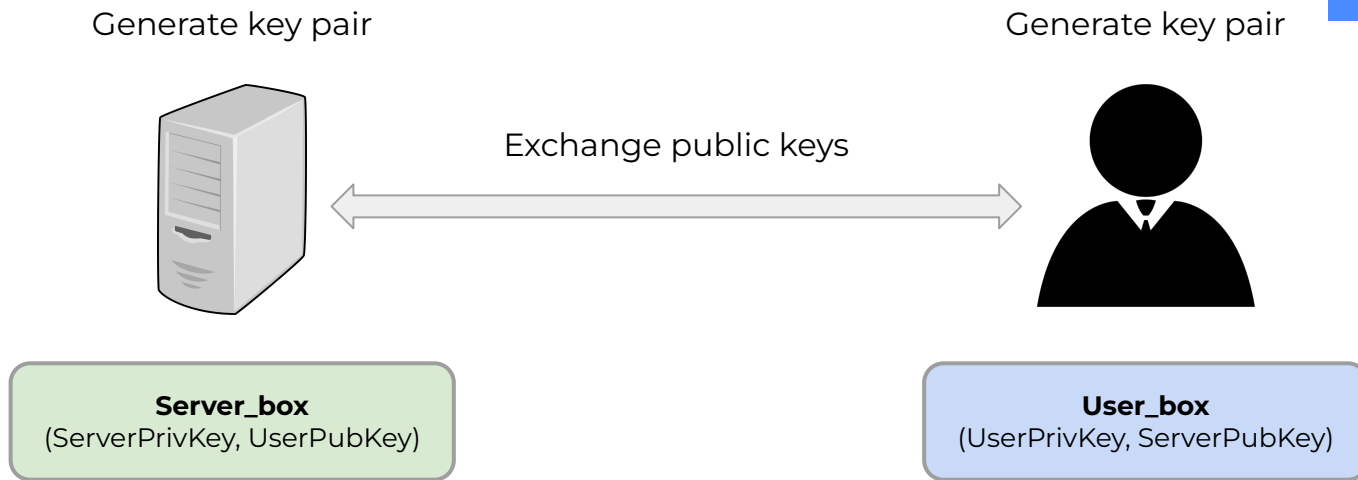 Generate key pair
Generate key pair
Exchange public keys
Server_box
(ServerPrivKey, UserPubKey)
User_box
(UserPrivKey, ServerPubKey)